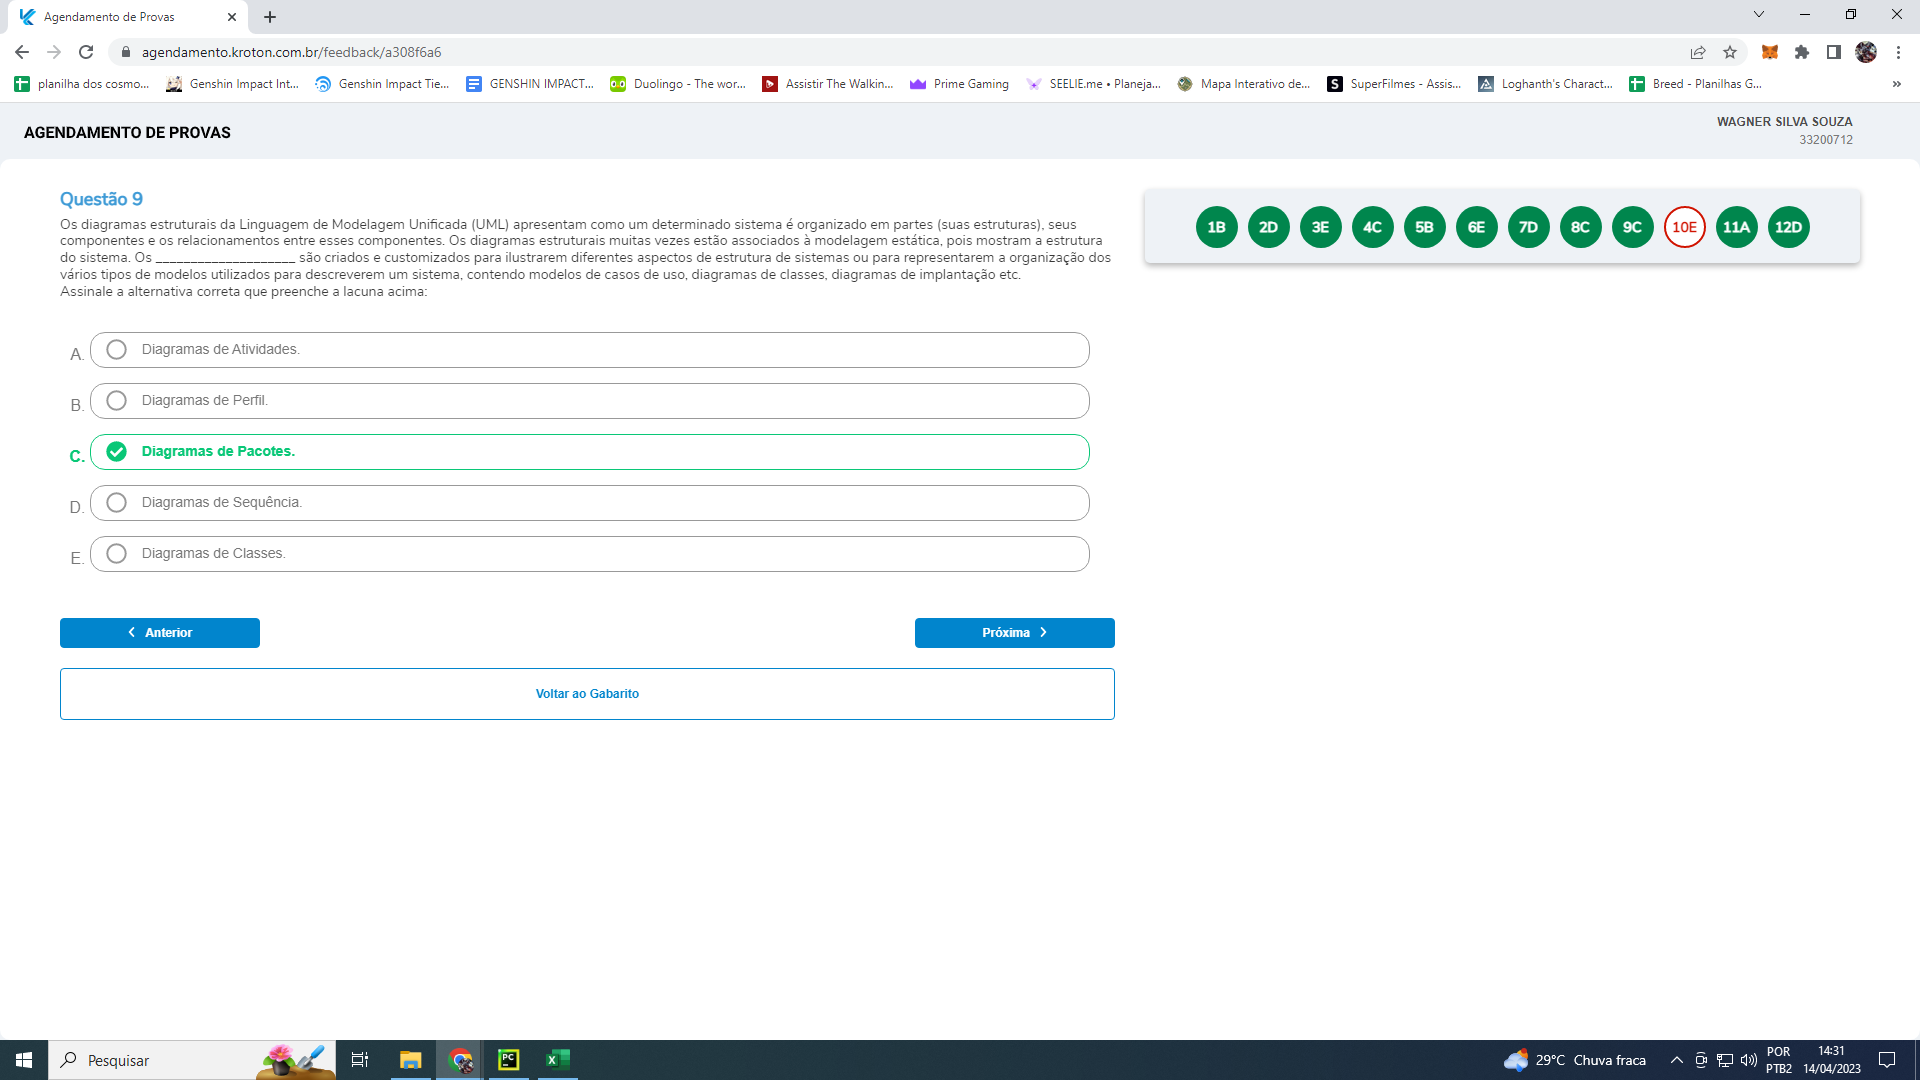 Agendamento de Provas
agendamento.kroton.com.br/feedback/a308f6a6
planilha dos cosmo...
Genshin Impact Int...
Genshin Impact Tie...
GENSHIN IMPACT...
Duolingo - The wor...
Assistir The Walkin...
Prime Gaming
SEELIE.me • Planeja...
Mapa Interativo de...
SuperFilmes - Assis...
Loghanth's Charact...
Breed - Planilhas G...
»
AGENDAMENTO DE PROVAS
WAGNER SILVA SOUZA
33200712
Questão 9
Os diagramas estruturais da Linguagem de Modelagem Unificada (UML) apresentam como um determinado sistema é organizado em partes (suas estruturas), seus
componentes e os relacionamentos entre esses componentes. Os diagramas estruturais muitas vezes estão associados à modelagem estática, pois mostram a estrutura
do sistema. Os ____________________ são criados e customizados para ilustrarem diferentes aspectos de estrutura de sistemas ou para representarem a organização dos
vários tipos de modelos utilizados para descreverem um sistema, contendo modelos de casos de uso, diagramas de classes, diagramas de implantação etc.
Assinale a alternativa correta que preenche a lacuna acima:
A. Diagramas de Atividades.
B. Diagramas de Perfil.
C. Diagramas de Pacotes.
D. Diagramas de Sequência.
E. Diagramas de Classes.
1B 2D 3E 4C 5B 6E 7D 8C 9C 10E 11A 12D
Anterior
Próxima
Voltar ao Gabarito
Pesquisar
PC
29°C Chuva fraca
POR
PTB2
14:31
14/04/2023